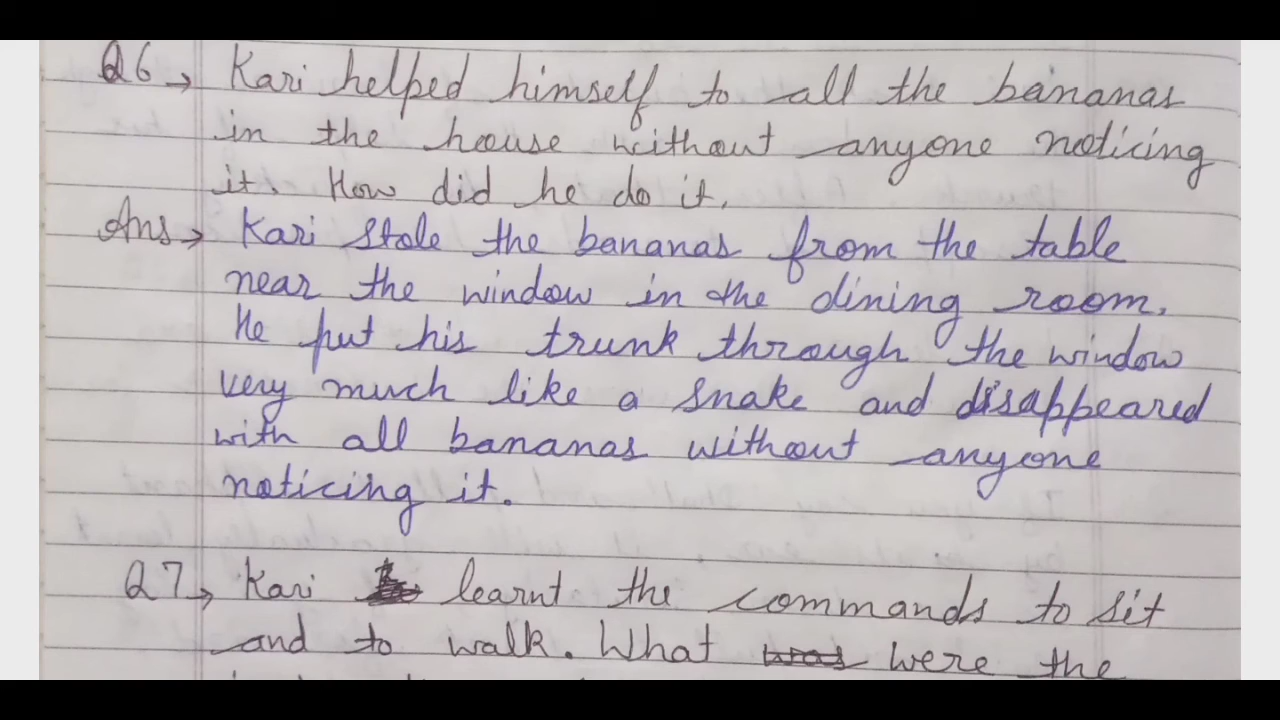 Q6→ Kari helped himself to all the bananas
in the house without anyone noticing
it. How did he do it.
Ans→ Kari stole the bananas from the table
near the window in the dining room.
He put his trunk through the window
very much like a snake and disappeared
with all bananas without anyone
noticing it.
Q7→ Kari learnt the commands to sit
and to walk. What were the